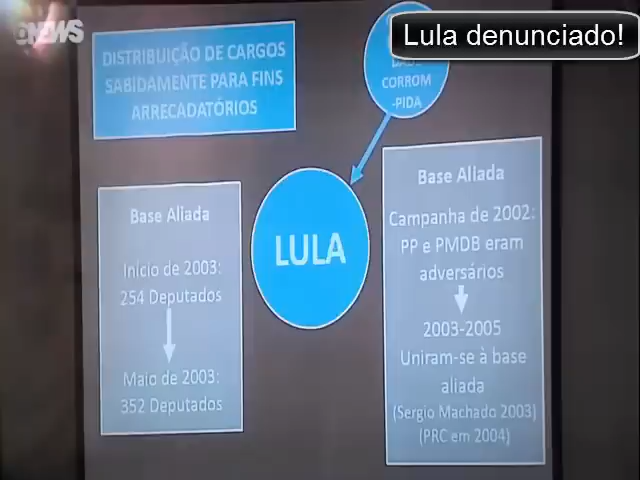 NEWS
Lula denunciado!
DISTRIBUIÇÃO DE CARGOS
SABIDAMENTE PARA FINS
ARRECADATÓRIOS
CORROM
-PIDA
LULA
Base Aliada
Início de 2003:
254 Deputados
Maio de 2003:
352 Deputados
Base Aliada
Campanha de 2002:
PP e PMDB eram
adversários
2003-2005
Uniram-se à base
aliada
(Sergio Machado 2003)
(PRC em 2004)